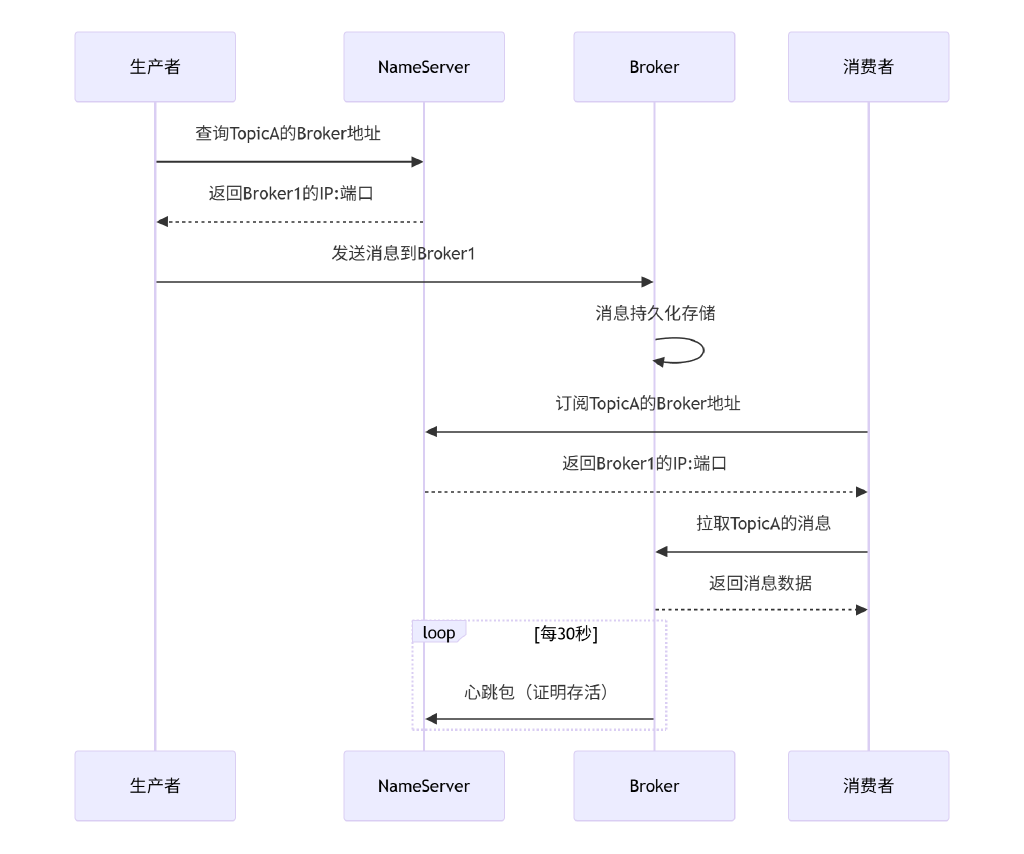 生产者
NameServer
Broker
消费者
查询TopicA的Broker地址
返回Broker1的IP:端口
发送消息到Broker1
消息持久化存储
订阅TopicA的Broker地址
返回Broker1的IP:端口
拉取TopicA的消息
返回消息数据
loop
[每30秒]
心跳包（证明存活）
生产者
NameServer
Broker
消费者